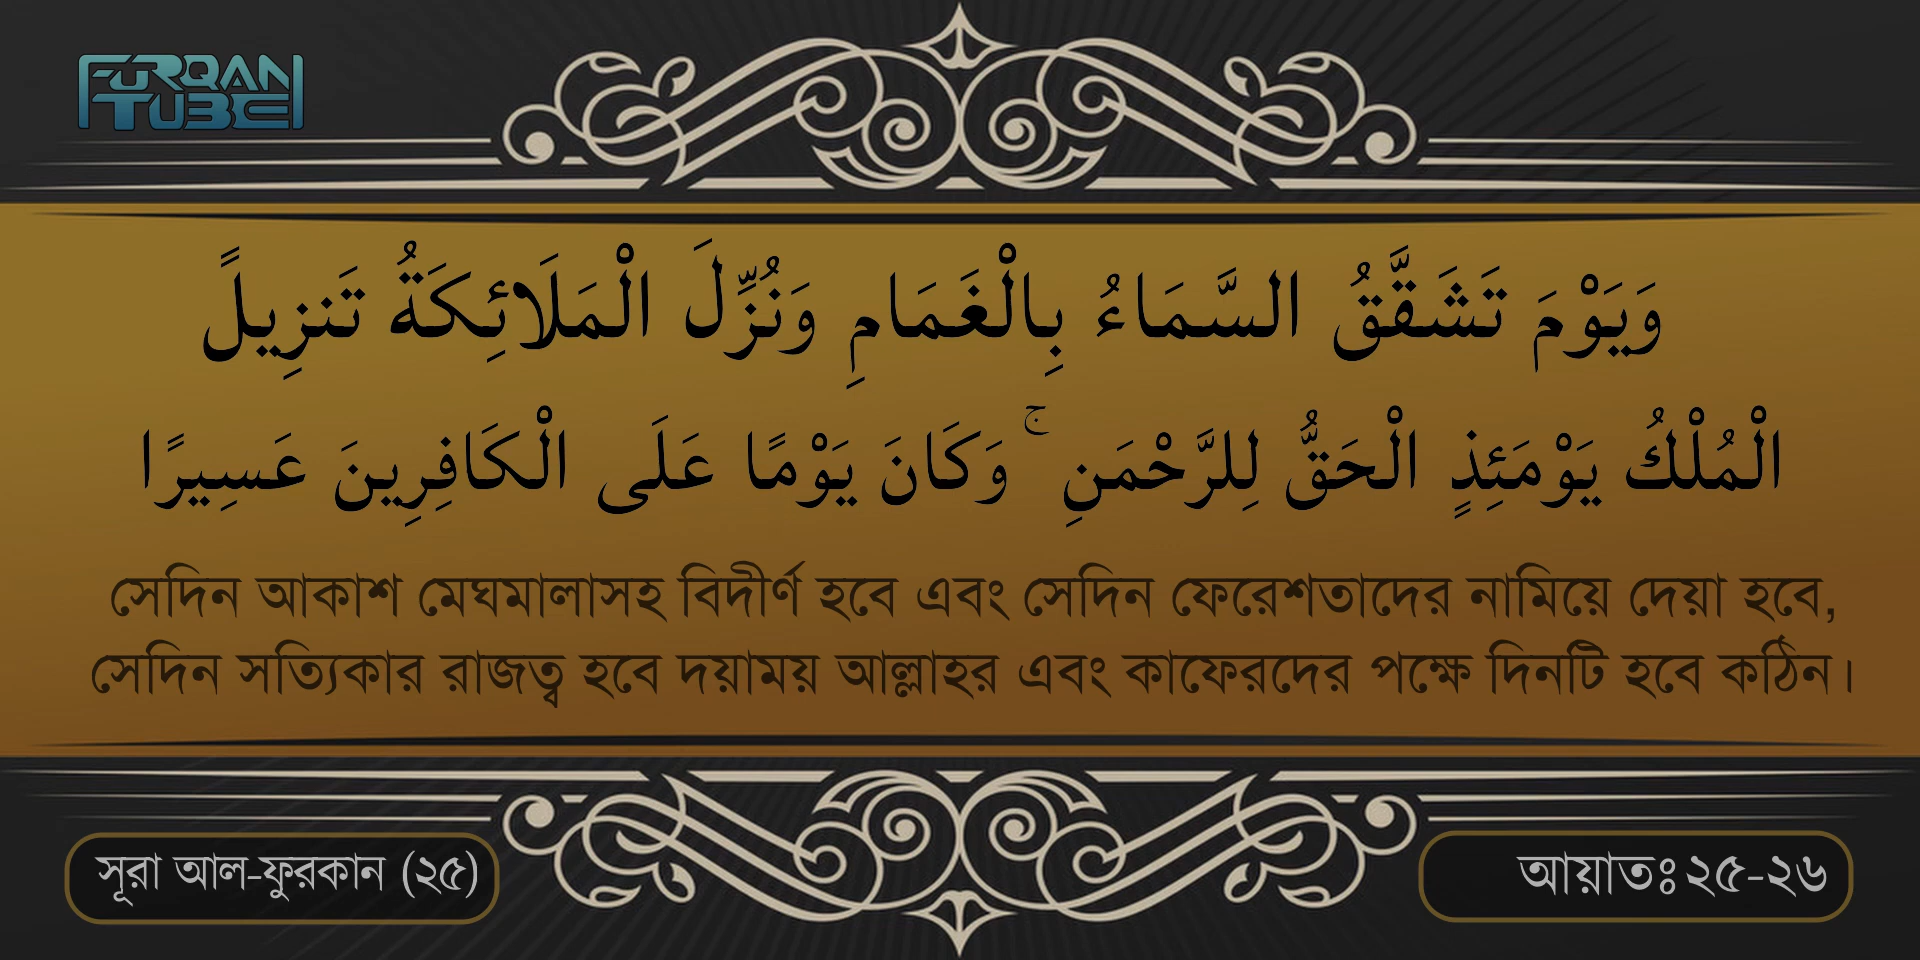 FURQAN
TUBE
وَيَوْمَ تَشَقَّقُ السَّمَاءُ بِالْغَمَامِ وَنُزِّلَ الْمَلَائِكَةُ تَنزِيلً
الْمُلْكُ يَوْمَئِذٍ الْحَقُّ لِلرَّحْمَنِ ۚ وَكَانَ يَوْمًا عَلَى الْكَافِرِينَ عَسِيرًا
সেদিন আকাশ মেঘমালাসহ বিদীর্ণ হবে এবং সেদিন ফেরেশতাদের নামিয়ে দেয়া হবে,
সেদিন সত্যিকার রাজত্ব হবে দয়াময় আল্লাহর এবং কাফেরদের পক্ষে দিনটি হবে কঠিন।
সূরা আল-ফুরকান (২৫)
আয়াতঃ২৫-২৬